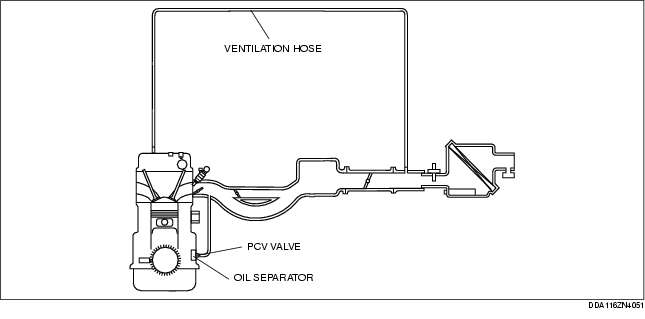 VENTILATION HOSE
PCV VALVE
OIL SEPARATOR
DDA116ZN4051